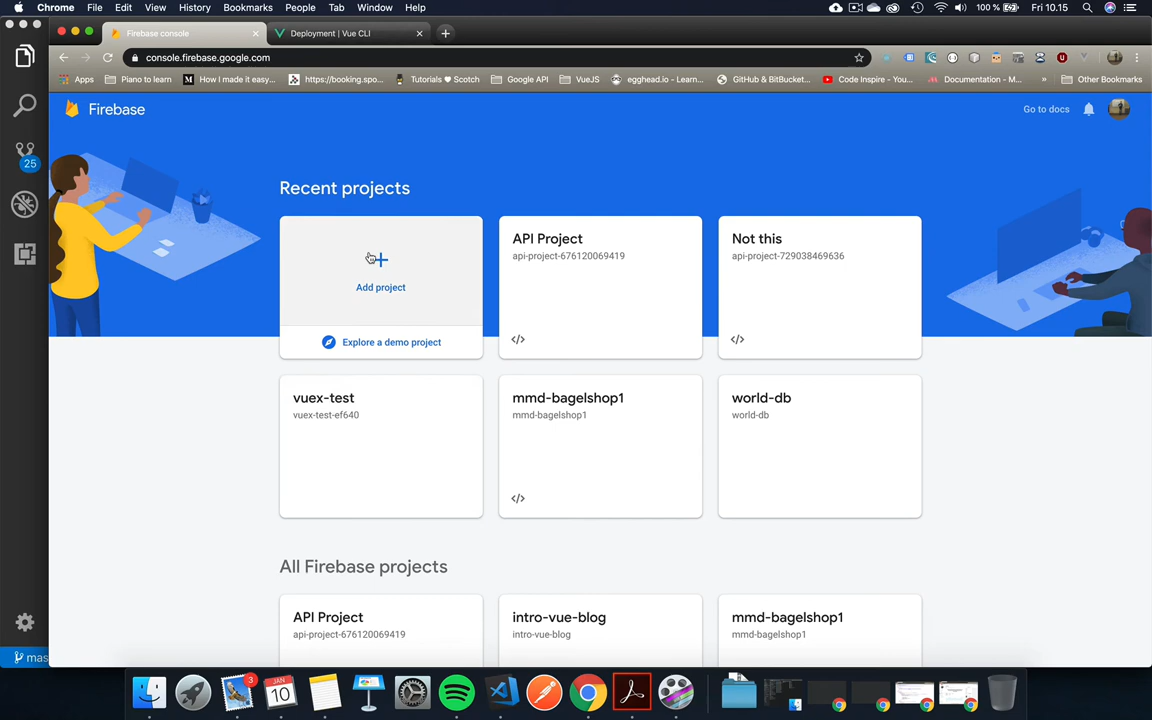 Chrome File Edit View History Bookmarks People Tab Window Help 100 % Fri 10.15
Firebase console Deployment | Vue CLI
console.firebase.google.com
Apps Piano to learn How I made it easy... https://booking.spo... Tutorials ❤ Scotch Google API VueJS egghead.io - Learn... GitHub & BitBucket... Code Inspire - You... Documentation - M... » Other Bookmarks
Firebase
Go to docs
25
Recent projects
Add project
Explore a demo project
API Project
api-project-676120069419
Not this
api-project-729038469636
vuex-test
vuex-test-ef640
mmd-bagelshop1
mmd-bagelshop1
world-db
world-db
All Firebase projects
API Project
api-project-676120069419
intro-vue-blog
intro-vue-blog
mmd-bagelshop1
mmd-bagelshop1
mas
3
JAN
10